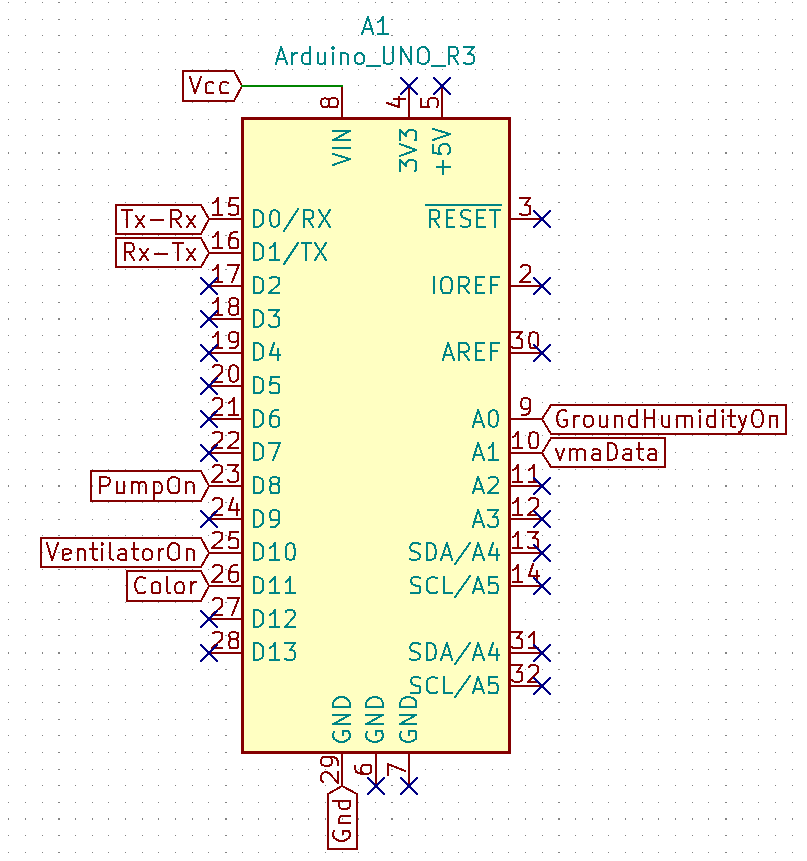 A1
Arduino_UNO_R3
Vcc
8
4
5
VIN
3V3
+5V
Tx-Rx 15 D0/RX
RESET 3
Rx-Tx 16 D1/TX
17 D2
IOREF 2
18 D3
19 D4
AREF 30
20 D5
21 D6
A0 9 GroundHumidityOn
22 D7
A1 10 vmaData
PumpOn 23 D8
A2 11
24 D9
A3 12
VentilatorOn 25 D10
SDA/A4 13
Color 26 D11
SCL/A5 14
27 D12
28 D13
SDA/A4 31
SCL/A5 32
GND
GND
GND
29
6
7
Gnd